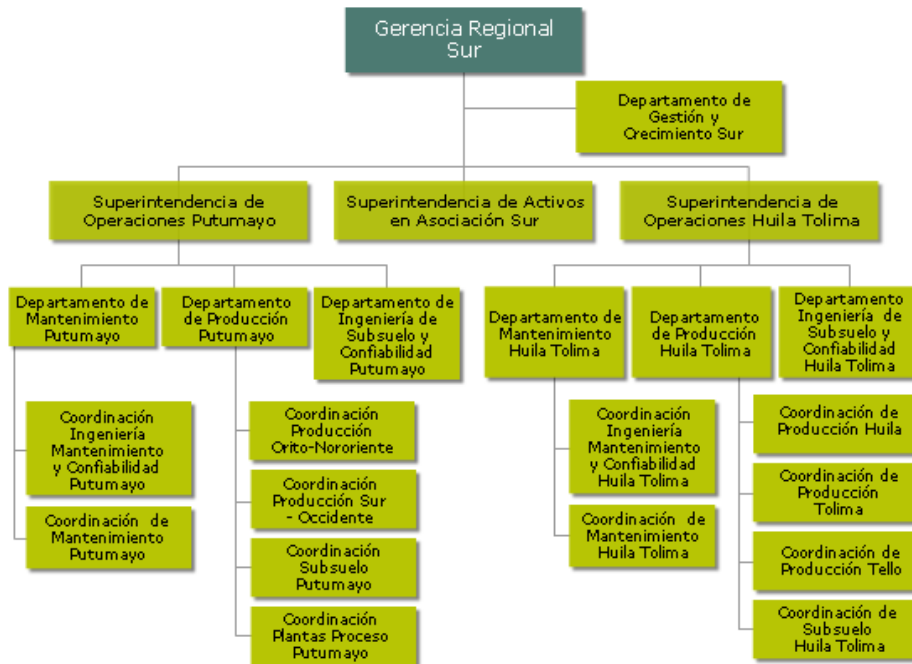 Gerencia Regional
Sur
Departamento de
Gestión y
Crecimiento Sur
Superintendencia de
Operaciones Putumayo
Superintendencia de Activos
en Asociación Sur
Superintendencia de
Operaciones Huila Tolima
Departamento de
Mantenimiento
Putumayo
Departamento
de Producción
Putumayo
Departamento de
Ingeniería de
Subsuelo y
Confiabilidad
Putumayo
Departamento de
Mantenimiento
Huila Tolima
Departamento
de Producción
Huila Tolima
Departamento
Ingeniería de
Subsuelo y
Confiabilidad
Huila Tolima
Coordinación
Ingeniería
Mantenimiento
y Confiabilidad
Putumayo
Coordinación de
Mantenimiento
Putumayo
Coordinación
Producción
Orito-Nororiente
Coordinación
Producción Sur
- Occidente
Coordinación
Subsuelo
Putumayo
Coordinación
Plantas Proceso
Putumayo
Coordinación
Ingeniería
Mantenimiento
y Confiabilidad
Huila Tolima
Coordinación de
Mantenimiento
Huila Tolima
Coordinación de
Producción Huila
Coordinación de
Producción
Tolima
Coordinación de
Producción Tello
Coordinación de
Subsuelo
Huila Tolima